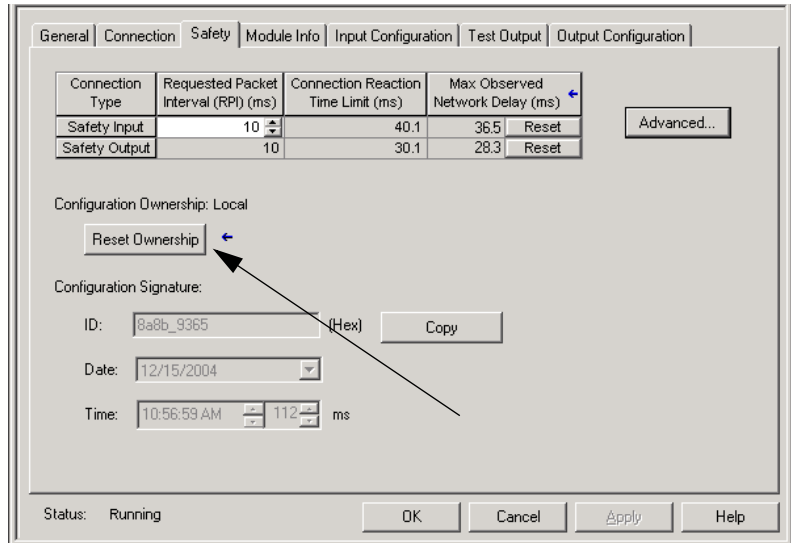 General Connection Safety Module Info Input Configuration Test Output Output Configuration
Connection Type Requested Packet Interval (RPI) (ms) Connection Reaction Time Limit (ms) Max Observed Network Delay (ms)
Safety Input 10 40.1 36.5 Reset
Safety Output 10 30.1 28.3 Reset
Advanced...
Configuration Ownership: Local
Reset Ownership
Configuration Signature:
ID: 8a8b_9365 (Hex) Copy
Date: 12/15/2004
Time: 10:56:59 AM 112 ms
Status: Running OK Cancel Apply Help